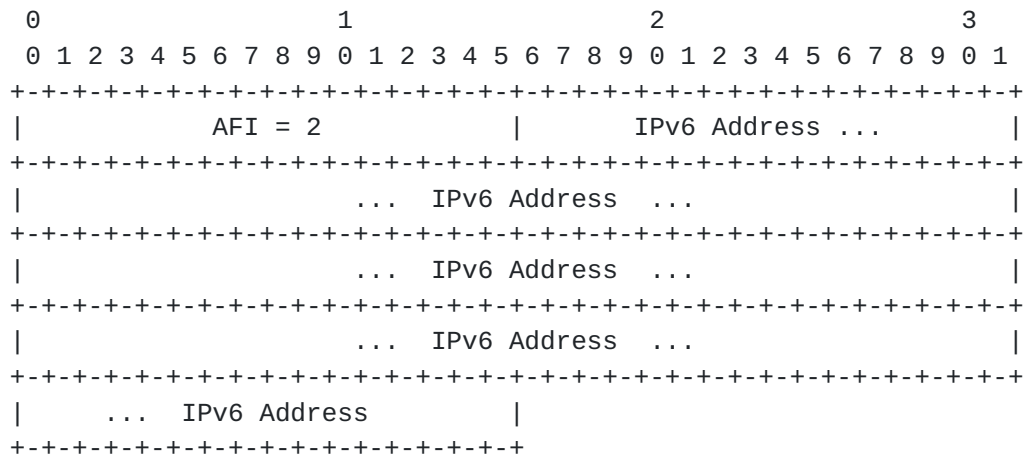 0                   1                   2                   3
 0 1 2 3 4 5 6 7 8 9 0 1 2 3 4 5 6 7 8 9 0 1 2 3 4 5 6 7 8 9 0 1
+-+-+-+-+-+-+-+-+-+-+-+-+-+-+-+-+-+-+-+-+-+-+-+-+-+-+-+-+-+-+-+-+
|            AFI = 2            |       IPv6 Address ...        |
+-+-+-+-+-+-+-+-+-+-+-+-+-+-+-+-+-+-+-+-+-+-+-+-+-+-+-+-+-+-+-+-+
|                     ...  IPv6 Address  ...                    |
+-+-+-+-+-+-+-+-+-+-+-+-+-+-+-+-+-+-+-+-+-+-+-+-+-+-+-+-+-+-+-+-+
|                     ...  IPv6 Address  ...                    |
+-+-+-+-+-+-+-+-+-+-+-+-+-+-+-+-+-+-+-+-+-+-+-+-+-+-+-+-+-+-+-+-+
|                     ...  IPv6 Address  ...                    |
+-+-+-+-+-+-+-+-+-+-+-+-+-+-+-+-+-+-+-+-+-+-+-+-+-+-+-+-+-+-+-+-+
|     ...  IPv6 Address         |
+-+-+-+-+-+-+-+-+-+-+-+-+-+-+-+-+